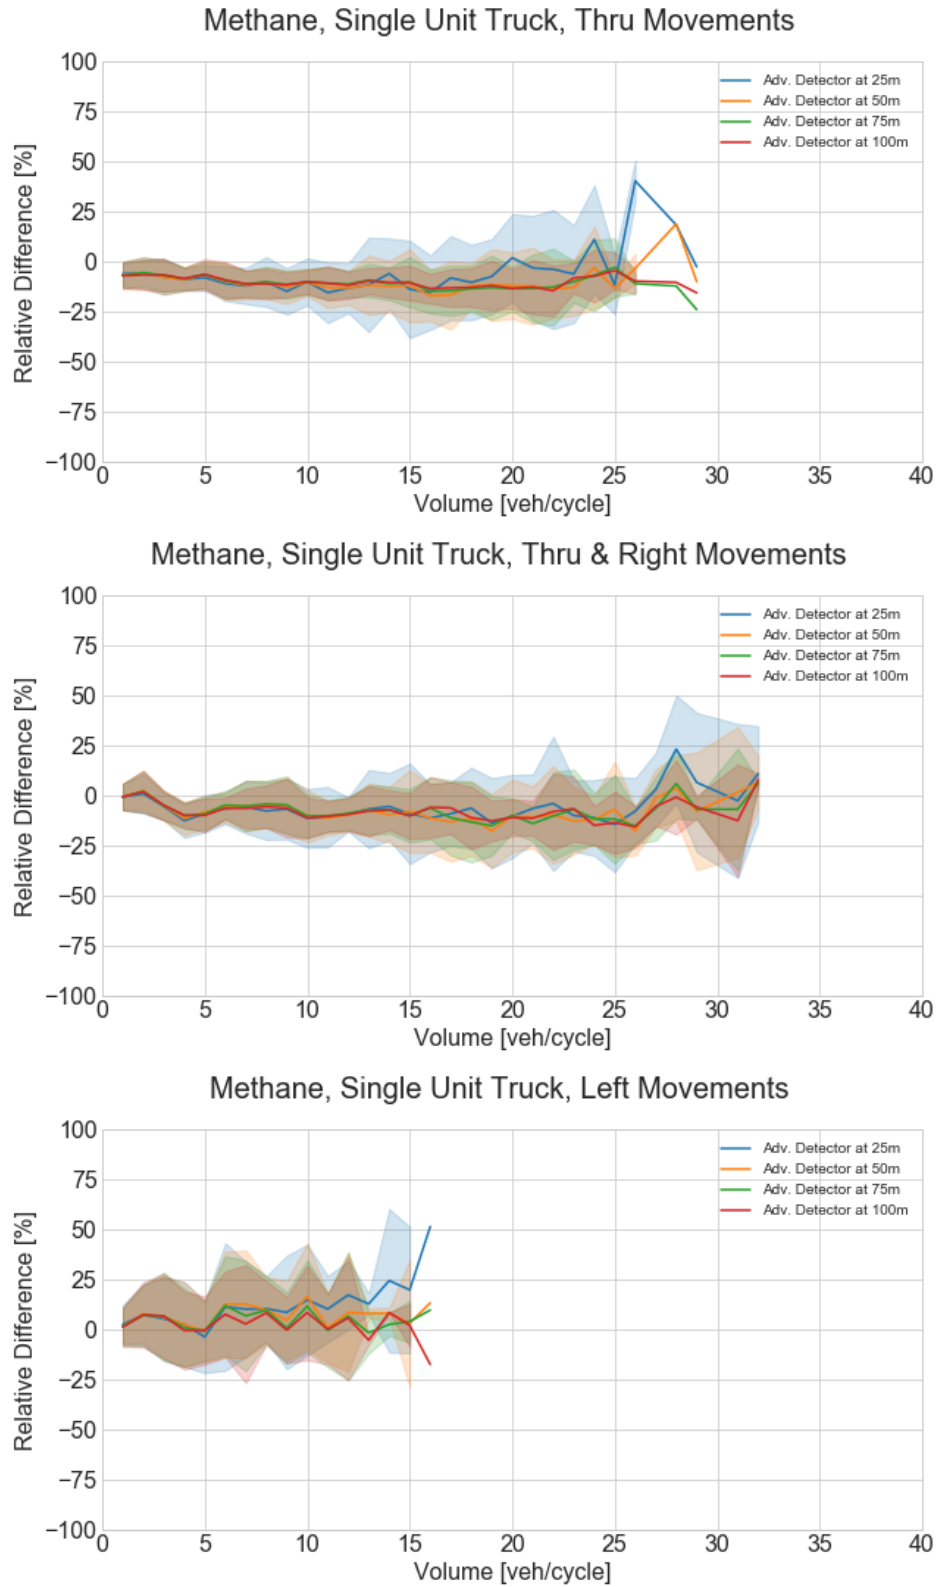 Methane, Single Unit Truck, Thru Movements
100
75
50
25
0
−25
−50
−75
−100
Relative Difference [%]
Adv. Detector at 25m
Adv. Detector at 50m
Adv. Detector at 75m
Adv. Detector at 100m
0 5 10 15 20 25 30 35 40
Volume [veh/cycle]
Methane, Single Unit Truck, Thru & Right Movements
100
75
50
25
0
−25
−50
−75
−100
Relative Difference [%]
Adv. Detector at 25m
Adv. Detector at 50m
Adv. Detector at 75m
Adv. Detector at 100m
0 5 10 15 20 25 30 35 40
Volume [veh/cycle]
Methane, Single Unit Truck, Left Movements
100
75
50
25
0
−25
−50
−75
−100
Relative Difference [%]
Adv. Detector at 25m
Adv. Detector at 50m
Adv. Detector at 75m
Adv. Detector at 100m
0 5 10 15 20 25 30 35 40
Volume [veh/cycle]